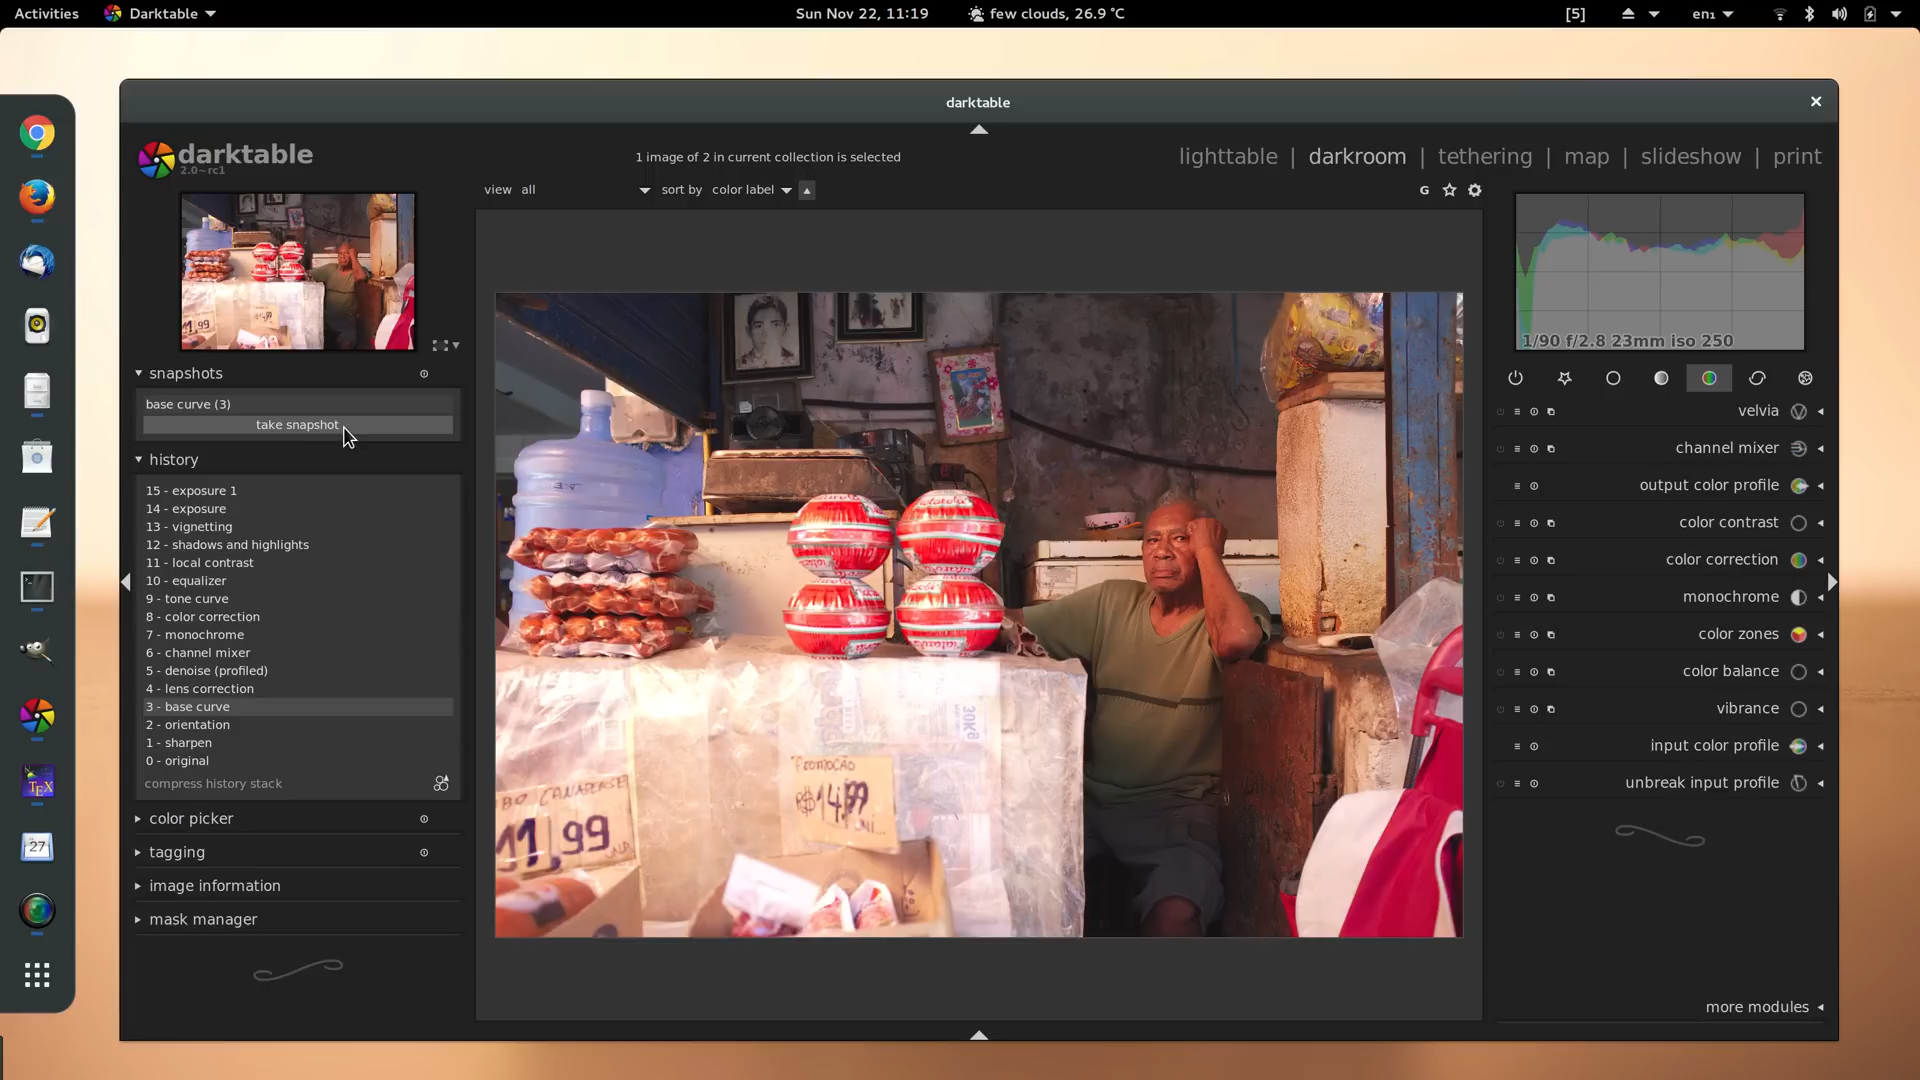 Activities
Darktable
Sun Nov 22, 11:19
few clouds, 26.9 °C
[5]
en₁
darktable
darktable
2.0~rc1
1 image of 2 in current collection is selected
lighttable | darkroom | tethering | map | slideshow | print
view all
sort by color label
G
1/90 f/2.8 23mm iso 250
snapshots
base curve (3)
take snapshot
history
15 - exposure 1
14 - exposure
13 - vignetting
12 - shadows and highlights
11 - local contrast
10 - equalizer
9 - tone curve
8 - color correction
7 - monochrome
6 - channel mixer
5 - denoise (profiled)
4 - lens correction
3 - base curve
2 - orientation
1 - sharpen
0 - original
compress history stack
color picker
tagging
image information
mask manager
velvia
channel mixer
output color profile
color contrast
color correction
monochrome
color zones
color balance
vibrance
input color profile
unbreak input profile
more modules
30KG
PROMOCAO
R$14,99
CANADENSE
11,99
TEX
27